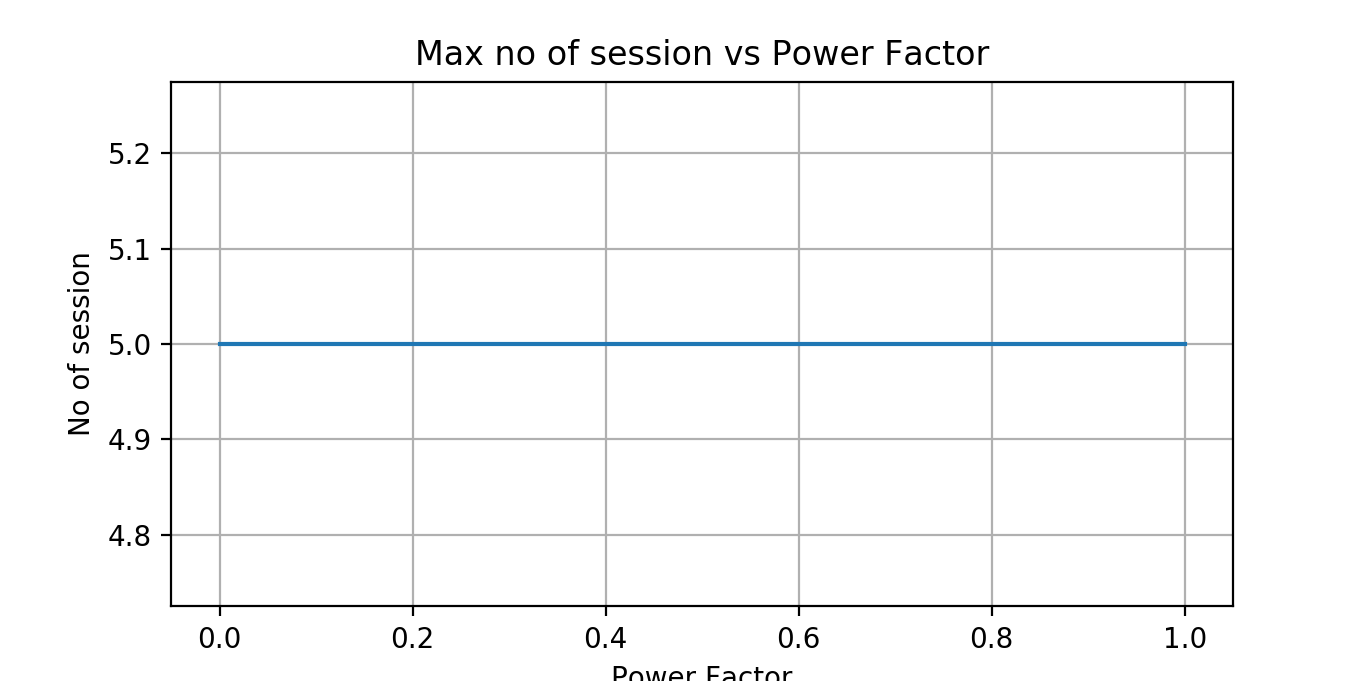 Max no of session vs Power Factor
5.2
5.1
5.0
4.9
4.8
No of session
0.0 0.2 0.4 0.6 0.8 1.0
Power Factor